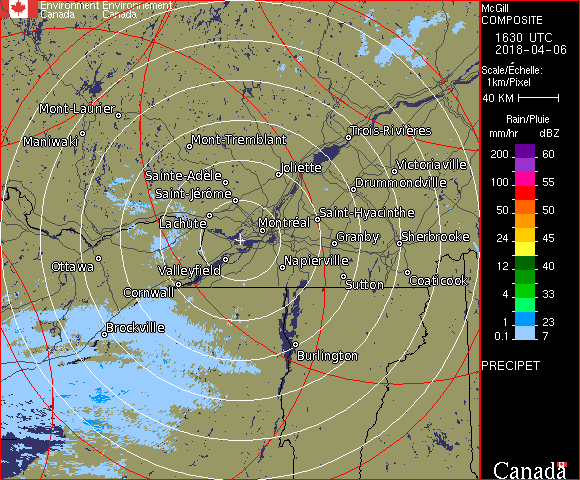 Environment Environnement
Canada Canada
McGill
COMPOSITE
1630 UTC
2018-04-06
Scale/Échelle:
1km/Pixel
40 KM
Rain/Pluie
mm/hr dBZ
200 60
100 55
50 50
24 45
12 40
4 33
1 23
0.1 7
PRECIPET
Canada
Mont-Laurier
Maniwaki
Mont-Tremblant
Trois-Rivières
Joliette
Victoriaville
Sainte-Adèle
Drummondville
Saint-Jérôme
Saint-Hyacinthe
Lachute
Montréal
Granby
Sherbrooke
Ottawa
Valleyfield
Napierville
Sutton
Coaticook
Cornwall
Brockville
Burlington